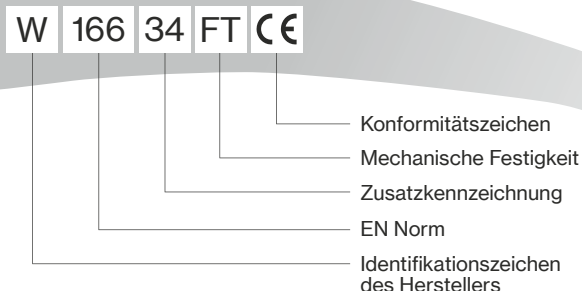 W 166 34 FT CE
Konformitätszeichen
Mechanische Festigkeit
Zusatzkennzeichnung
EN Norm
Identifikationszeichen
des Herstellers